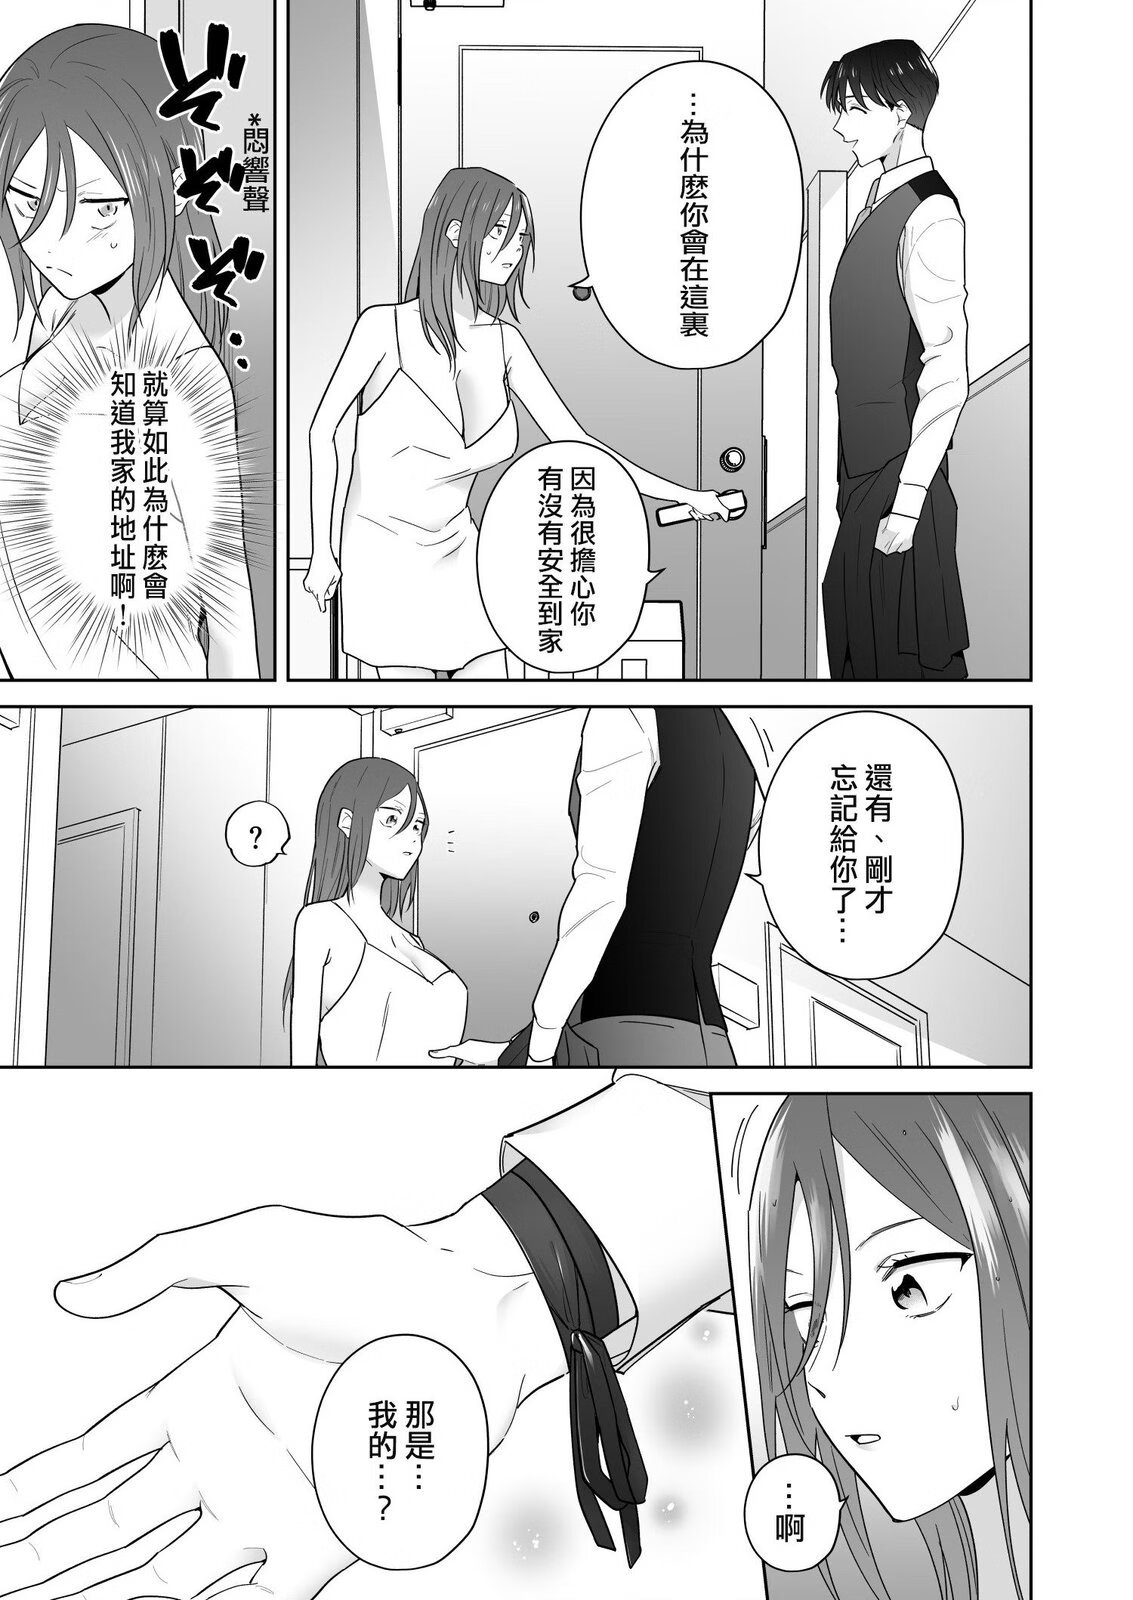 …為什麽你會在這裏
因為很擔心你
有沒有安全到家
ぞぞぞぞ…
*悶響聲
就算如此為什麼會
知道我家的地址啊！
還有、剛才
忘記給你了…
？
…啊
那是…
我的…？